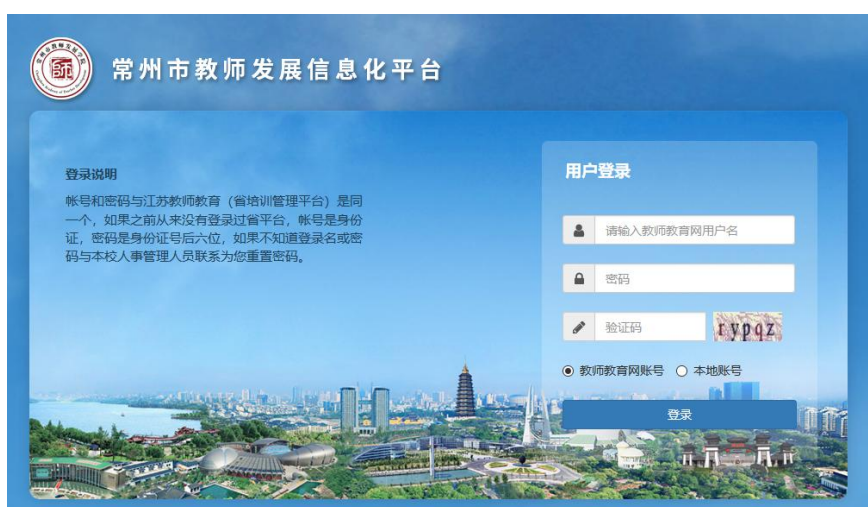 常州市教师发展信息化平台
登录说明
帐号和密码与江苏教师教育（省培训管理平台）是同
一个，如果之前从来没有登录过省平台，帐号是身份
证，密码是身份证号后六位，如果不知道登录名或密
码与本校人事管理人员联系为您重置密码。
用户登录
请输入教师教育网用户名
密码
验证码
rypqz
教师教育网账号 本地账号
登录